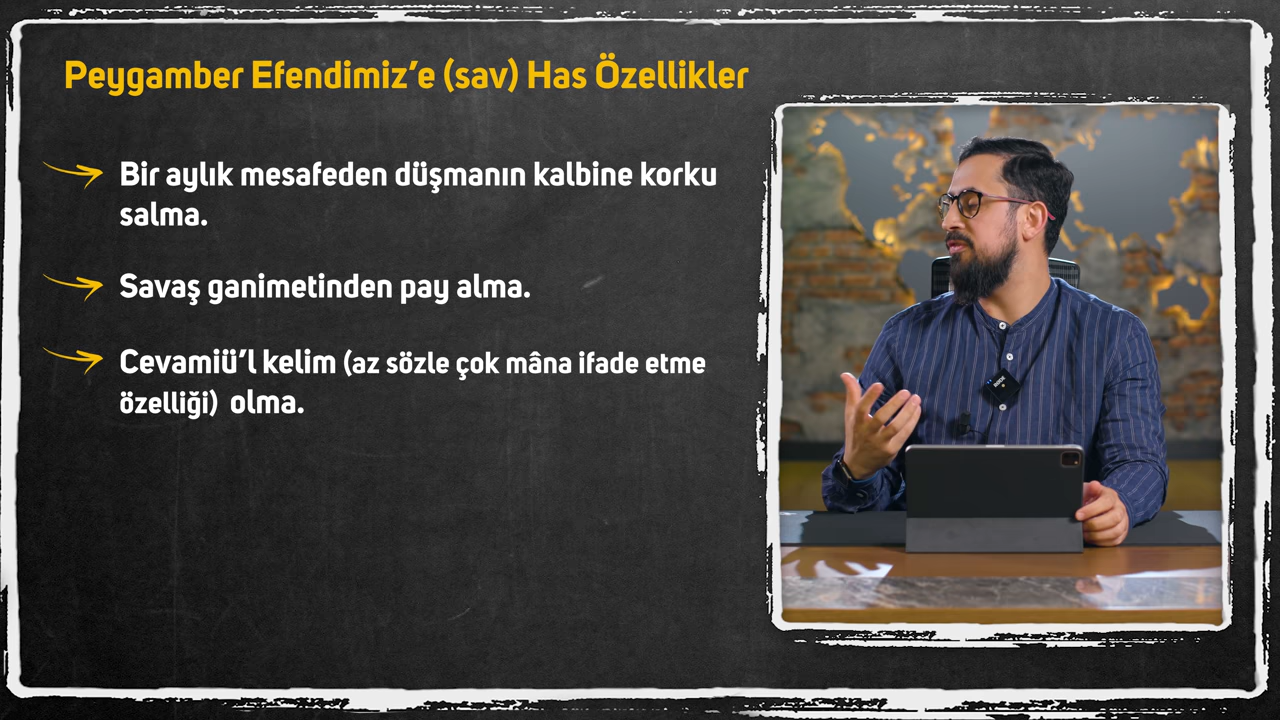 Peygamber Efendimiz’e (sav) Has Özellikler
Bir aylık mesafeden düşmanın kalbine korku
salma.
Savaş ganimetinden pay alma.
Cevamiü’l kelim (az sözle çok mâna ifade etme
özelliği) olma.